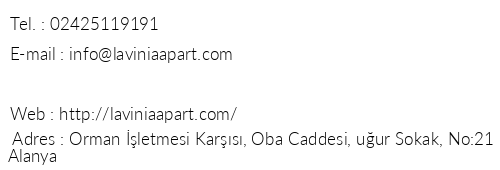 Tel. : 02425119191
E-mail : info@laviniaapart.com
Web : http://laviniaapart.com/
Adres : Orman İşletmesi Karşısı, Oba Caddesi, uğur Sokak, No:21
Alanya